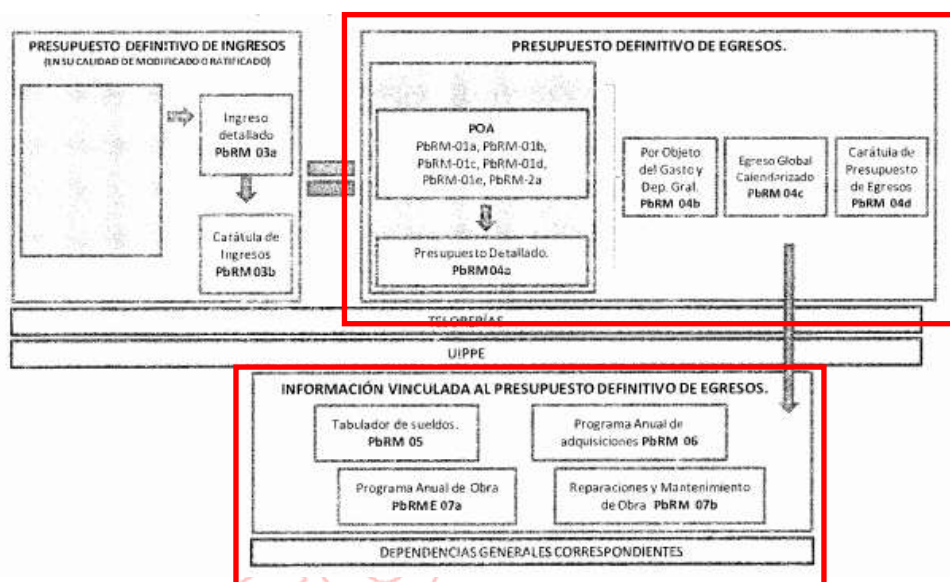 PRESUPUESTO DEFINITIVO DE INGRESOS
(EN SU CALIDAD DE MODIFICADO O RATIFICADO)
Ingreso
detallado
PbRM 03a
Carátula de
Ingresos
PbRM 03b
PRESUPUESTO DEFINITIVO DE EGRESOS.
POA
PbRM-01a, PbRM-01b,
PbRM-01c, PbRM-01d,
PbRM-01e, PbRM-2a
Presupuesto Detallado.
PbRM 04a
Por Objeto
del Gasto y
Dep. Gral.
PbRM 04b
Egreso Global
Calendarizado
PbRM 04c
Carátula de
Presupuesto
de Egresos
PbRM 04d
UIPPE
INFORMACIÓN VINCULADA AL PRESUPUESTO DEFINITIVO DE EGRESOS.
Tabulador de sueldos.
PbRM 05
Programa Anual de
adquisiciones PbRM 06
Programa Anual de Obra
PbRME 07a
Reparaciones y Mantenimiento
de Obra PbRM 07b
DEPENDENCIAS GENERALES CORRESPONDIENTES